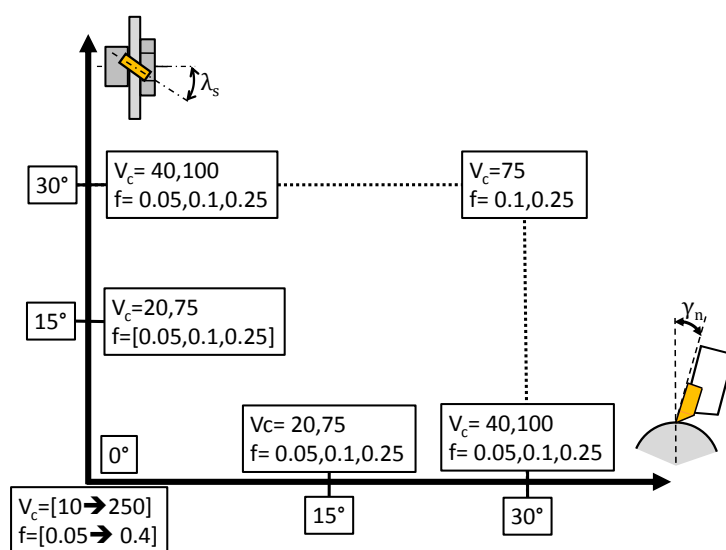 λs
30°
Vc= 40,100
f= 0.05,0.1,0.25
Vc=75
f= 0.1,0.25
15°
Vc=20,75
f=[0.05,0.1,0.25]
γn
0°
Vc= 20,75
f= 0.05,0.1,0.25
Vc= 40,100
f= 0.05,0.1,0.25
Vc=[10➔250]
f=[0.05➔ 0.4]
15°
30°